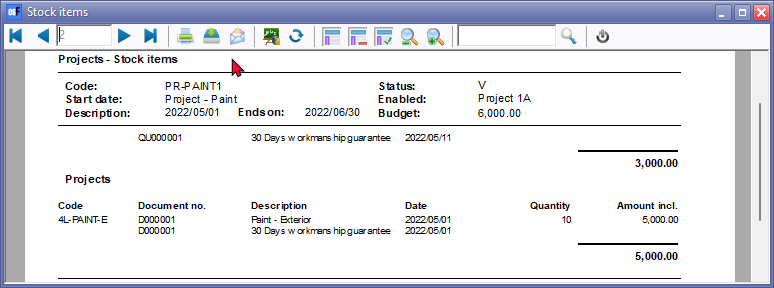 Stock items
2
Projects - Stock items
Code: PR-PAINT1 Status: V
Start date: Project - Paint Enabled: Project 1A
Description: 2022/05/01 Ends on: 2022/06/30 Budget: 6,000.00
QU000001 30 Days workmanship guarantee 2022/05/11
3,000.00
Projects
Code Document no. Description Date Quantity Amount incl.
4L-PAINT-E D000001 Paint - Exterior 2022/05/01 10 5,000.00
D000001 30 Days workmanship guarantee 2022/05/01
5,000.00